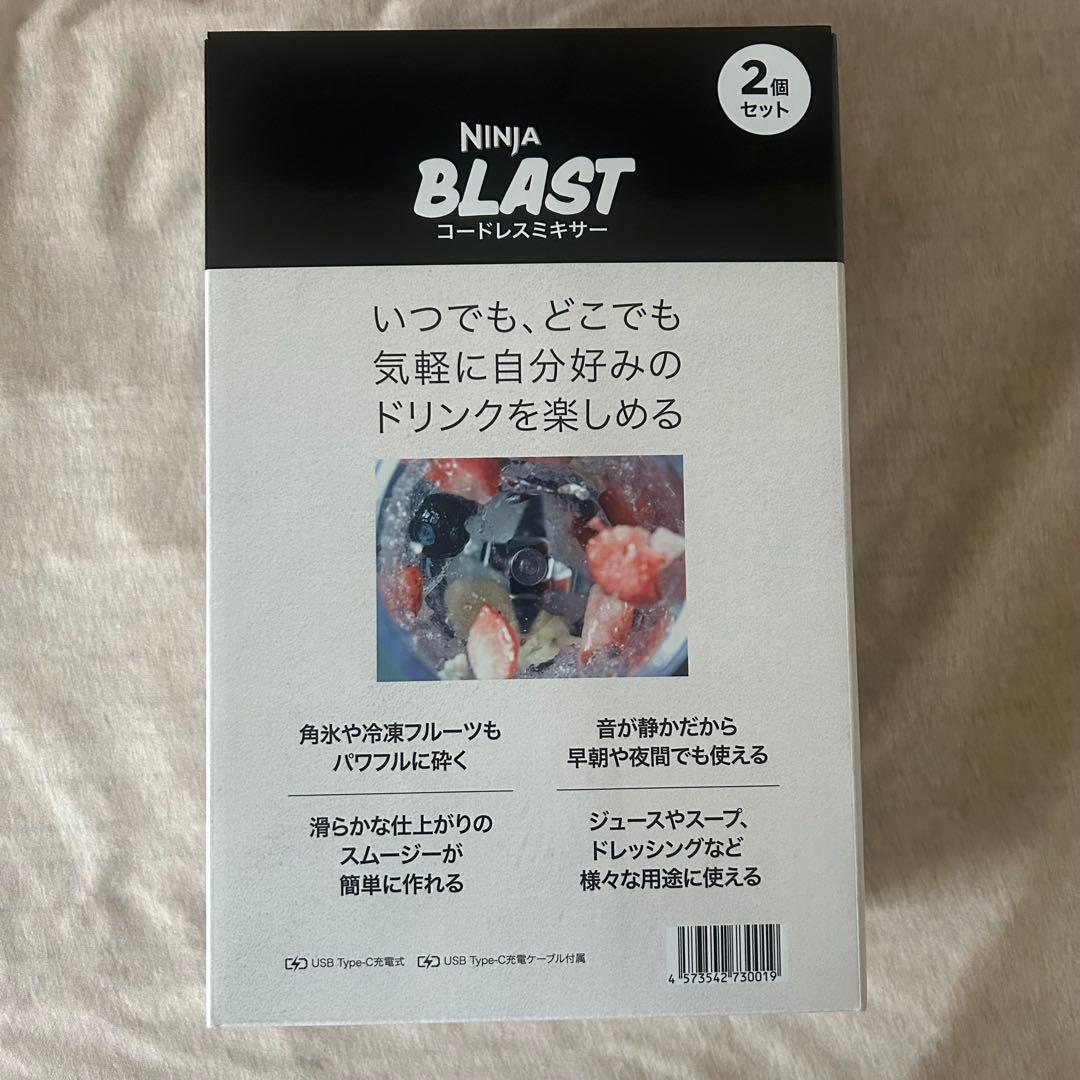 2個
セット
NINJA
BLAST
コードレスミキサー
いつでも、どこでも
気軽に自分好みの
ドリンクを楽しめる
角氷や冷凍フルーツも
パワフルに砕く
音が静かだから
早朝や夜間でも使える
滑らかな仕上がりの
スムージーが
簡単に作れる
ジュースやスープ、
ドレッシングなど
様々な用途に使える
USB Type-C充電式
USB Type-C充電ケーブル付属
4 573542 730019